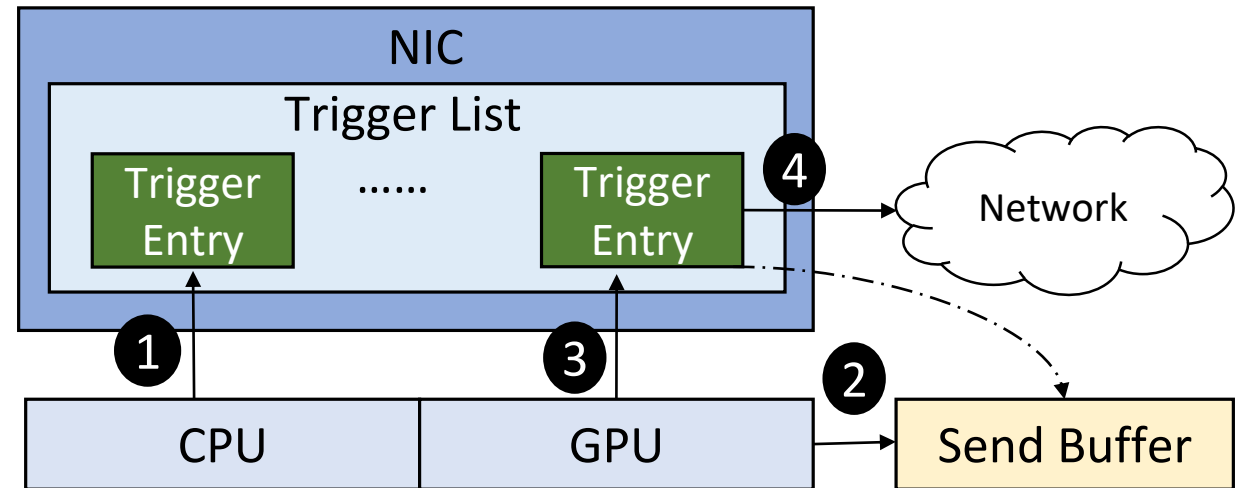 NIC
Trigger List
Trigger
Entry
......
Trigger
Entry
4
Network
1
3
2
CPU
GPU
Send Buffer